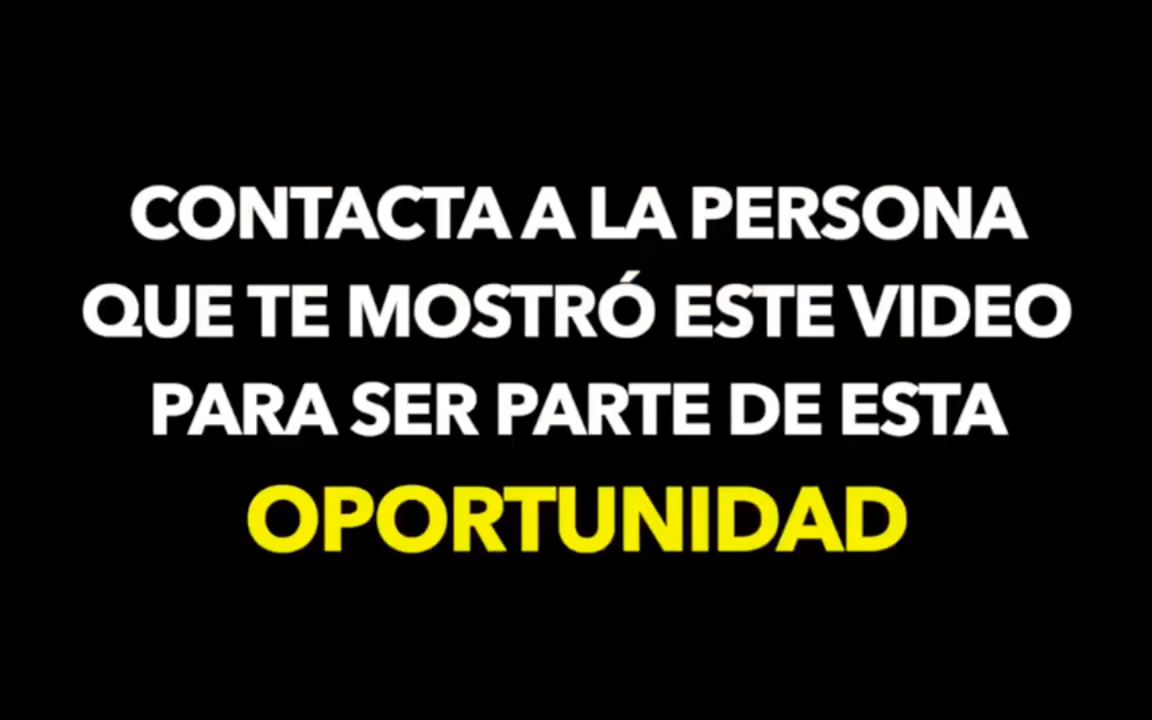 CONTACTA A LA PERSONA
QUE TE MOSTRÓ ESTE VIDEO
PARA SER PARTE DE ESTA
OPORTUNIDAD